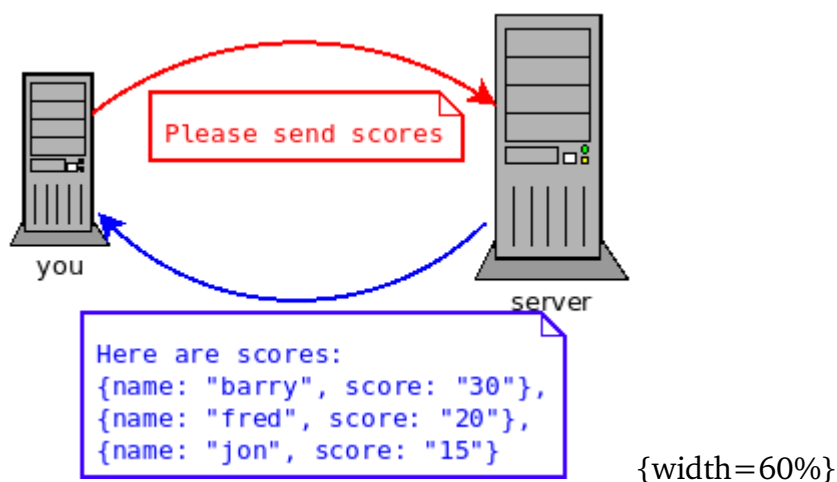 Please send scores
you
server
Here are scores:
{name: "barry", score: "30"},
{name: "fred", score: "20"},
{name: "jon", score: "15"}
{width=60%}